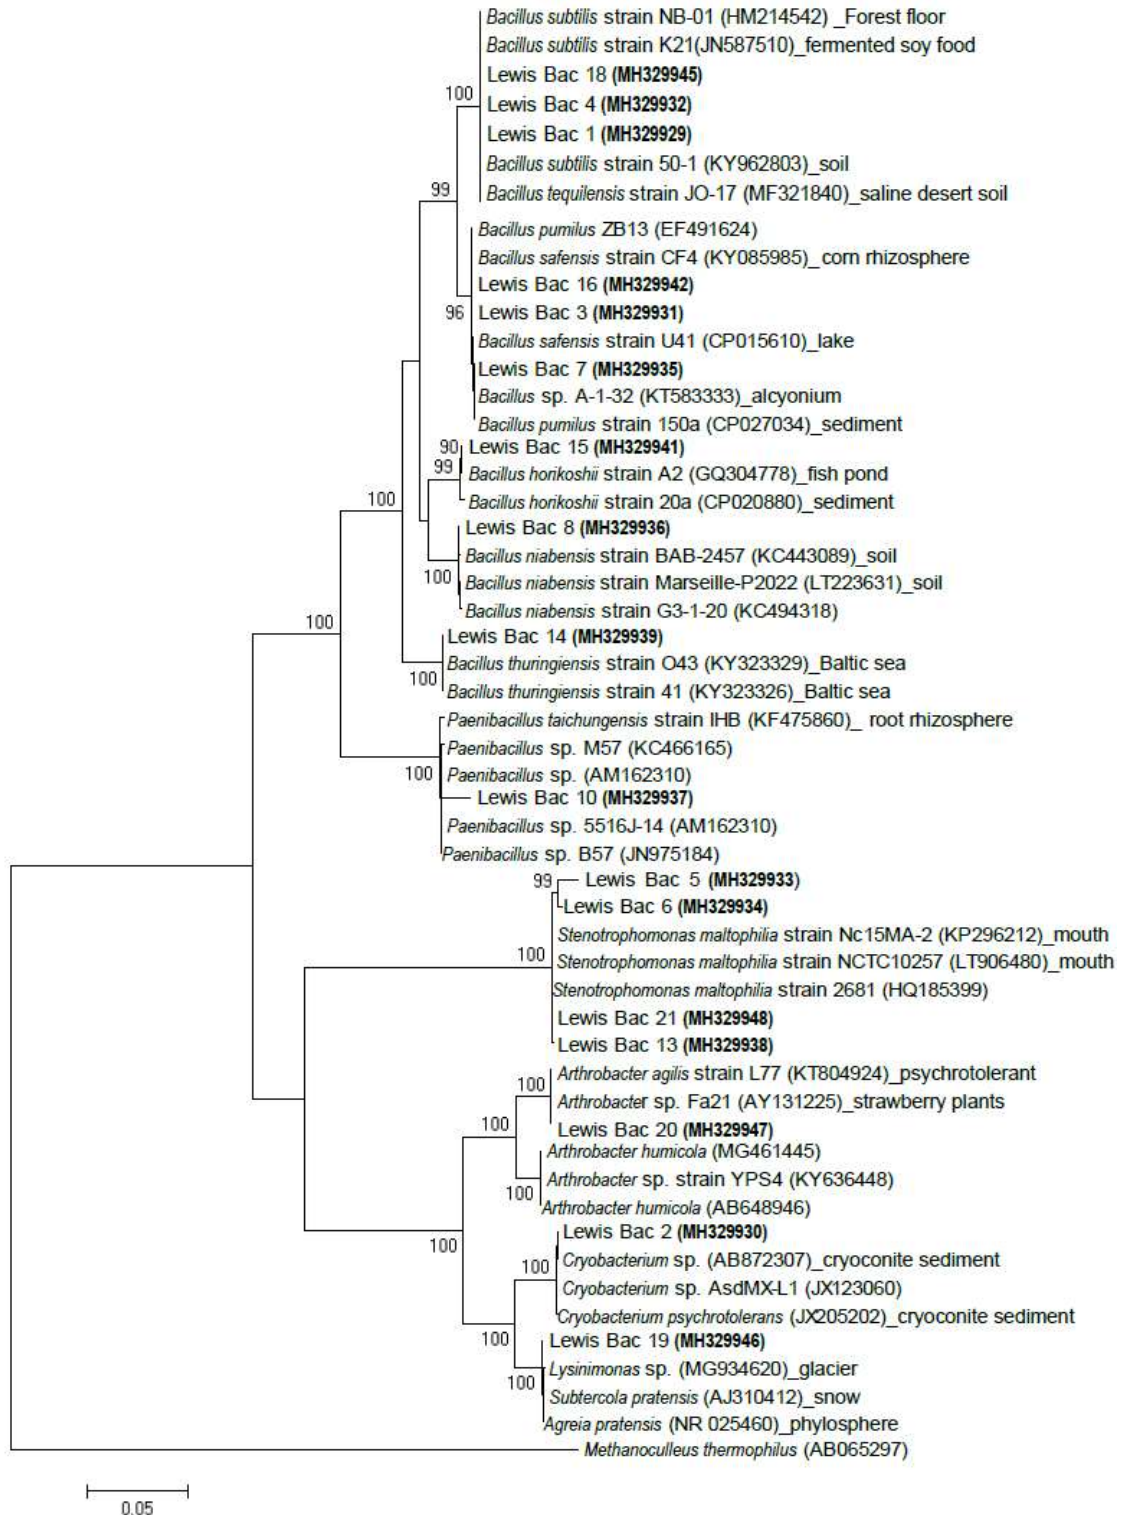 Bacillus subtilis strain NB-01 (HM214542) _Forest floor
Bacillus subtilis strain K21(JN587510)_fermented soy food
Lewis Bac 18 (MH329945)
100
Lewis Bac 4 (MH329932)
Lewis Bac 1 (MH329929)
Bacillus subtilis strain 50-1 (KY962803)_soil
99
Bacillus tequilensis strain JO-17 (MF321840)_saline desert soil
Bacillus pumilus ZB13 (EF491624)
Bacillus safensis strain CF4 (KY085985)_corn rhizosphere
Lewis Bac 16 (MH329942)
96
Lewis Bac 3 (MH329931)
Bacillus safensis strain U41 (CP015610)_lake
Lewis Bac 7 (MH329935)
Bacillus sp. A-1-32 (KT583333)_alcyonium
Bacillus pumilus strain 150a (CP027034)_sediment
90
Lewis Bac 15 (MH329941)
99
Bacillus horikoshii strain A2 (GQ304778)_fish pond
100
Bacillus horikoshii strain 20a (CP020880)_sediment
Lewis Bac 8 (MH329936)
Bacillus niabensis strain BAB-2457 (KC443089)_soil
100
Bacillus niabensis strain Marseille-P2022 (LT223631)_soil
Bacillus niabensis strain G3-1-20 (KC494318)
100
Lewis Bac 14 (MH329939)
Bacillus thuringiensis strain O43 (KY323329)_Baltic sea
100
Bacillus thuringiensis strain 41 (KY323326)_Baltic sea
Paenibacillus taichungensis strain IHB (KF475860)_ root rhizosphere
Paenibacillus sp. M57 (KC466165)
100
Paenibacillus sp. (AM162310)
Lewis Bac 10 (MH329937)
Paenibacillus sp. 5516J-14 (AM162310)
Paenibacillus sp. B57 (JN975184)
99
Lewis Bac 5 (MH329933)
Lewis Bac 6 (MH329934)
Stenotrophomonas maltophilia strain Nc15MA-2 (KP296212)_mouth
100
Stenotrophomonas maltophilia strain NCTC10257 (LT906480)_mouth
Stenotrophomonas maltophilia strain 2681 (HQ185399)
Lewis Bac 21 (MH329948)
Lewis Bac 13 (MH329938)
Arthrobacter agilis strain L77 (KT804924)_psychrotolerant
100
Arthrobacter sp. Fa21 (AY131225)_strawberry plants
100
Lewis Bac 20 (MH329947)
Arthrobacter humicola (MG461445)
Arthrobacter sp. strain YPS4 (KY636448)
100
Arthrobacter humicola (AB648946)
Lewis Bac 2 (MH329930)
100
Cryobacterium sp. (AB872307)_cryoconite sediment
100
Cryobacterium sp. AsdMX-L1 (JX123060)
Cryobacterium psychrotolerans (JX205202)_cryoconite sediment
100
Lewis Bac 19 (MH329946)
Lysinimonas sp. (MG934620)_glacier
100
Subtercola pratensis (AJ310412)_snow
Agreia pratensis (NR 025460)_phylosphere
Methanoculleus thermophilus (AB065297)
0.05